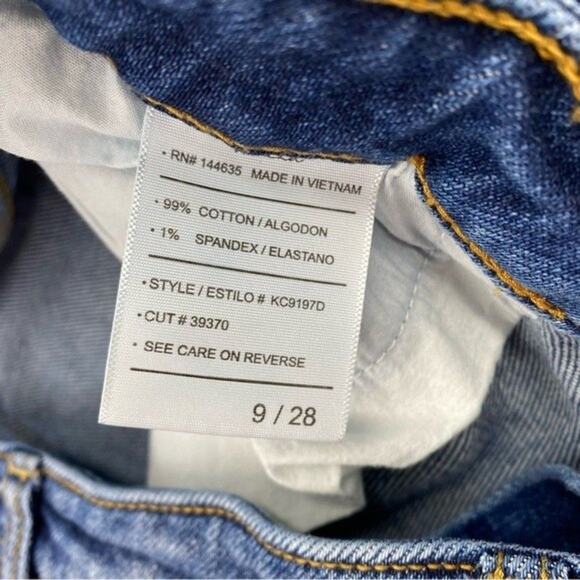 • RN# 144635 MADE IN VIETNAM
• 99% COTTON / ALGODON
• 1% SPANDEX / ELASTANO
• STYLE / ESTILO # KC9197D
• CUT # 39370
• SEE CARE ON REVERSE
9 / 28